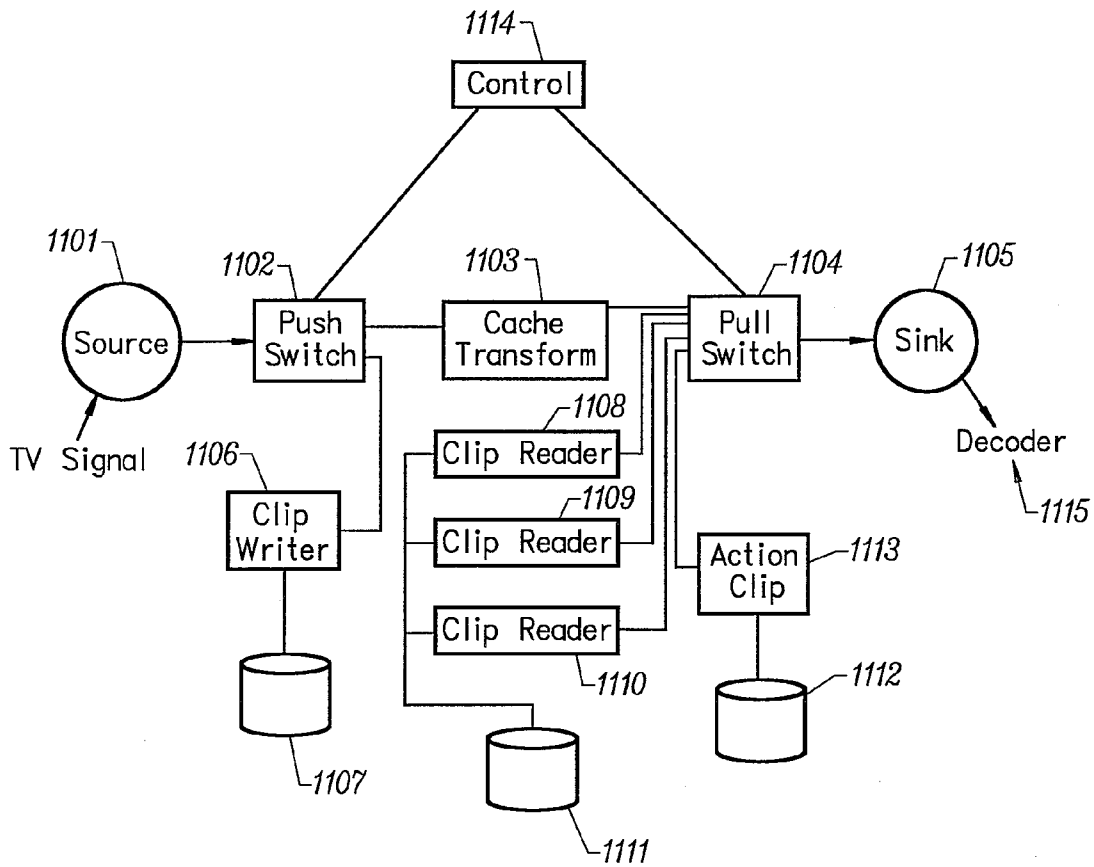 1114
Control
1101
1102
1103
1104
1105
Source
Push
Switch
Cache
Transform
Pull
Switch
Sink
TV Signal
1106
1108
Clip Reader
Decoder
1115
Clip
Writer
1109
Clip Reader
Action
Clip
1113
Clip Reader
1110
1112
1107
1111